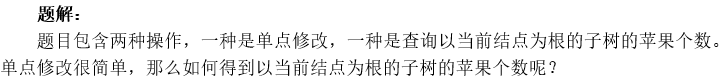 题解：
题目包含两种操作，一种是单点修改，一种是查询以当前结点为根的子树的苹果个数。
单点修改很简单，那么如何得到以当前结点为根的子树的苹果个数呢？